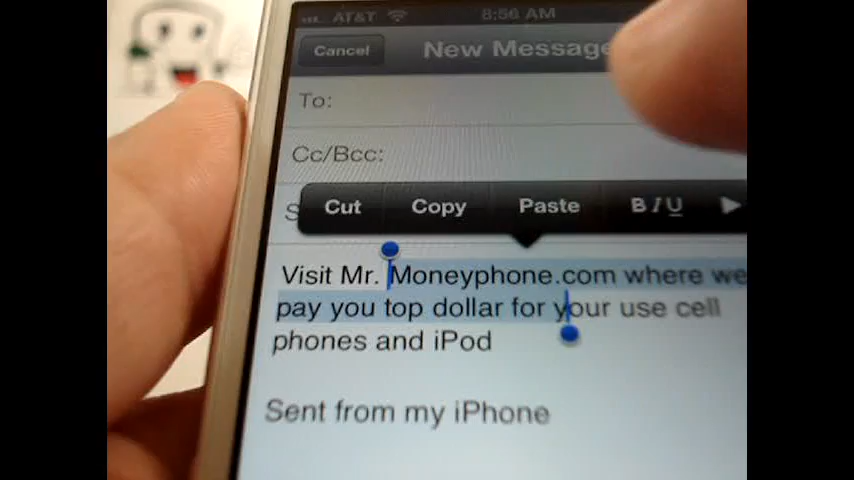 AT&T 8:56 AM
Cancel New Message
To:
Cc/Bcc:
S
Cut Copy Paste B I U
Visit Mr. Moneyphone.com where we
pay you top dollar for your use cell
phones and iPod
Sent from my iPhone